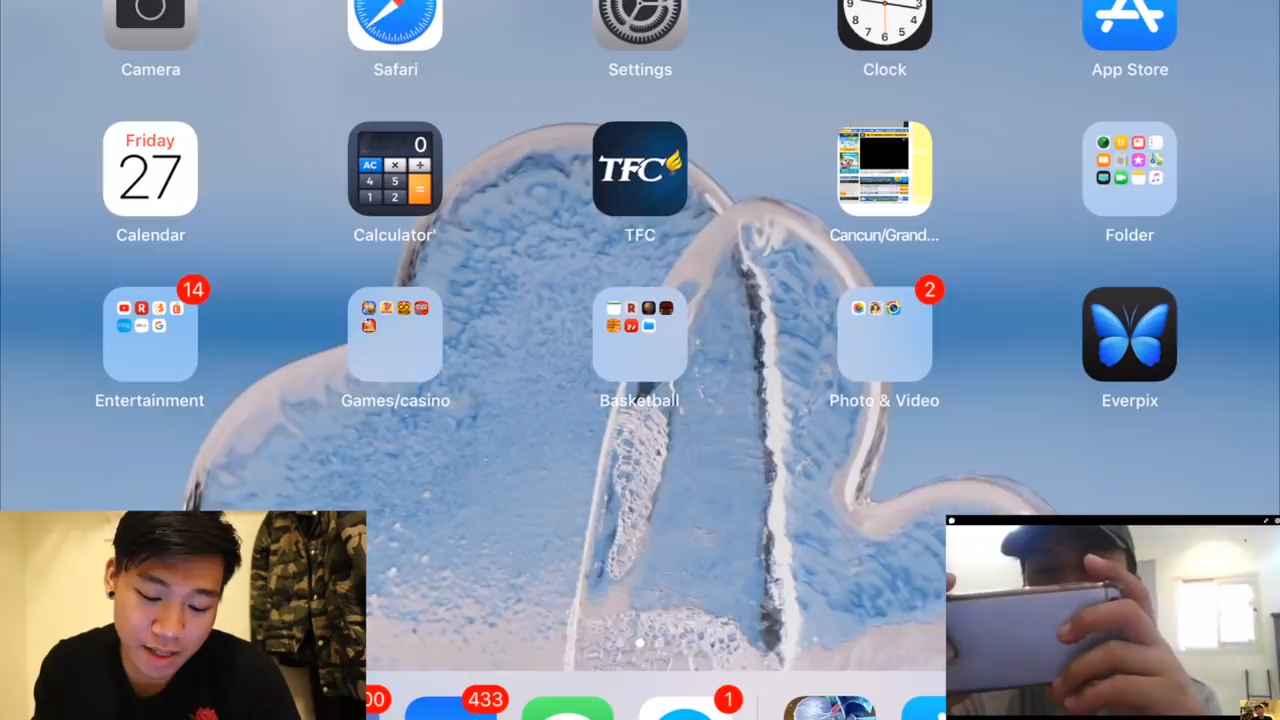 Camera
Safari
Settings
Clock
App Store
Friday
27
0
AC × ÷
4 5 =
1 2
TFC
Calendar
Calculator'
TFC
Cancun/Grand...
Folder
14
2
Entertainment
Games/casino
Basketball
Photo & Video
Everpix
00
433
1